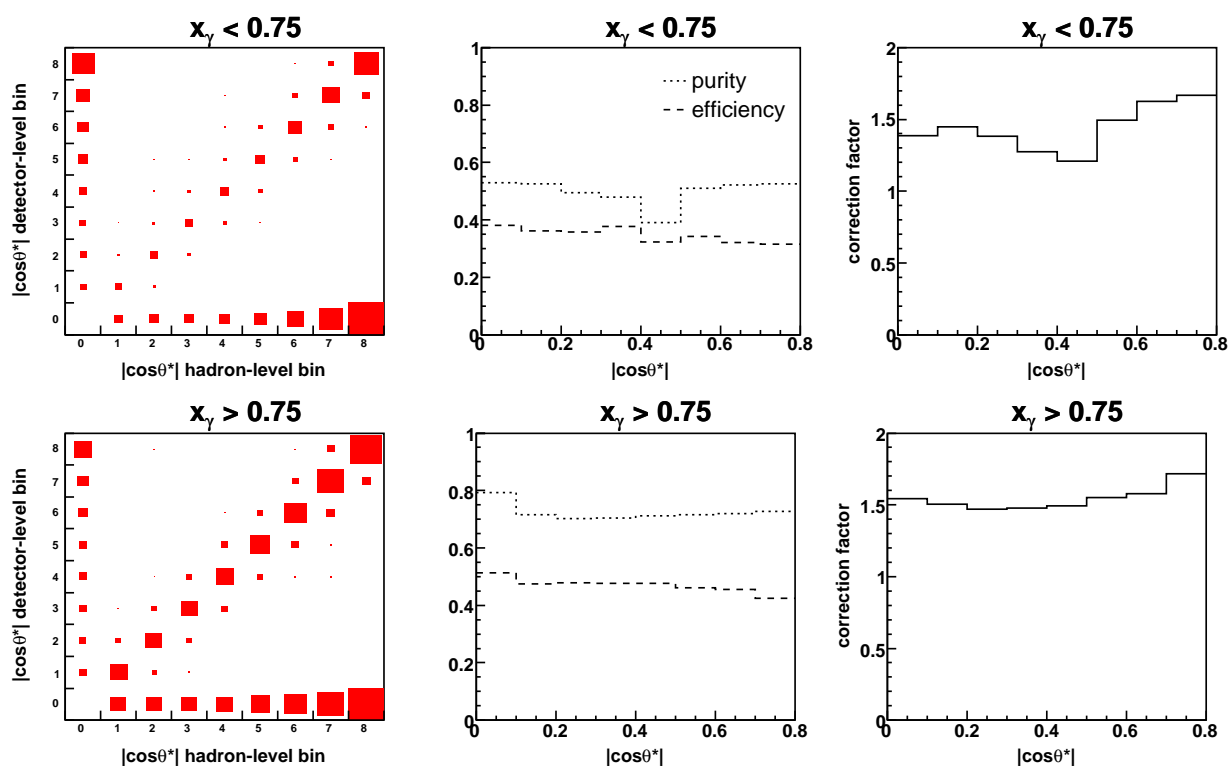 xγ < 0.75
|cosθ*| detector-level bin
8
7
6
5
4
3
2
1
0
0 1 2 3 4 5 6 7 8
|cosθ*| hadron-level bin
xγ < 0.75
purity
efficiency
1
0.8
0.6
0.4
0.2
0
0 0.2 0.4 0.6 0.8
|cosθ*|
xγ < 0.75
correction factor
2
1.5
1
0.5
0
0 0.2 0.4 0.6 0.8
|cosθ*|
xγ > 0.75
|cosθ*| detector-level bin
8
7
6
5
4
3
2
1
0
0 1 2 3 4 5 6 7 8
|cosθ*| hadron-level bin
xγ > 0.75
1
0.8
0.6
0.4
0.2
0
0 0.2 0.4 0.6 0.8
|cosθ*|
xγ > 0.75
correction factor
2
1.5
1
0.5
0
0 0.2 0.4 0.6 0.8
|cosθ*|